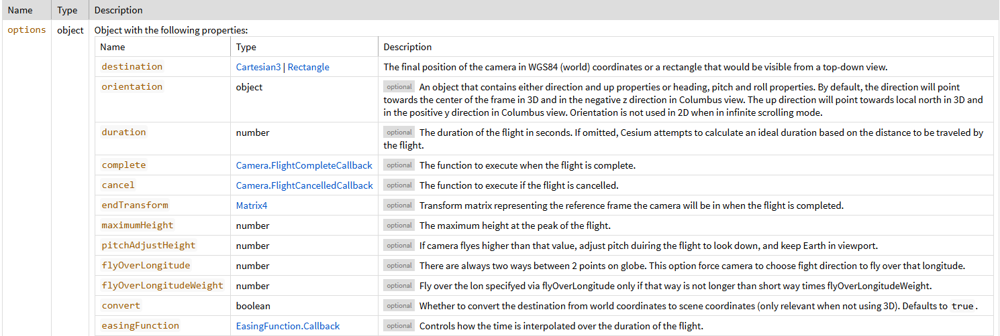 Name Type Description
options object Object with the following properties:
Name Type Description
destination Cartesian3 | Rectangle The final position of the camera in WGS84 (world) coordinates or a rectangle that would be visible from a top-down view.
orientation object optional An object that contains either direction and up properties or heading, pitch and roll properties. By default, the direction will point
towards the center of the frame in 3D and in the negative z direction in Columbus view. The up direction will point towards local north in 3D and
in the positive y direction in Columbus view. Orientation is not used in 2D when in infinite scrolling mode.
duration number optional The duration of the flight in seconds. If omitted, Cesium attempts to calculate an ideal duration based on the distance to be traveled by
the flight.
complete Camera.FlightCompleteCallback optional The function to execute when the flight is complete.
cancel Camera.FlightCancelledCallback optional The function to execute if the flight is cancelled.
endTransform Matrix4 optional Transform matrix representing the reference frame the camera will be in when the flight is completed.
maximumHeight number optional The maximum height at the peak of the flight.
pitchAdjustHeight number optional If camera flyes higher than that value, adjust pitch duiring the flight to look down, and keep Earth in viewport.
flyOverLongitude number optional There are always two ways between 2 points on globe. This option force camera to choose fight direction to fly over that longitude.
flyOverLongitudeWeight number optional Fly over the lon specifyed via flyOverLongitude only if that way is not longer than short way times flyOverLongitudeWeight.
convert boolean optional Whether to convert the destination from world coordinates to scene coordinates (only relevant when not using 3D). Defaults to true.
easingFunction EasingFunction.Callback optional Controls how the time is interpolated over the duration of the flight.